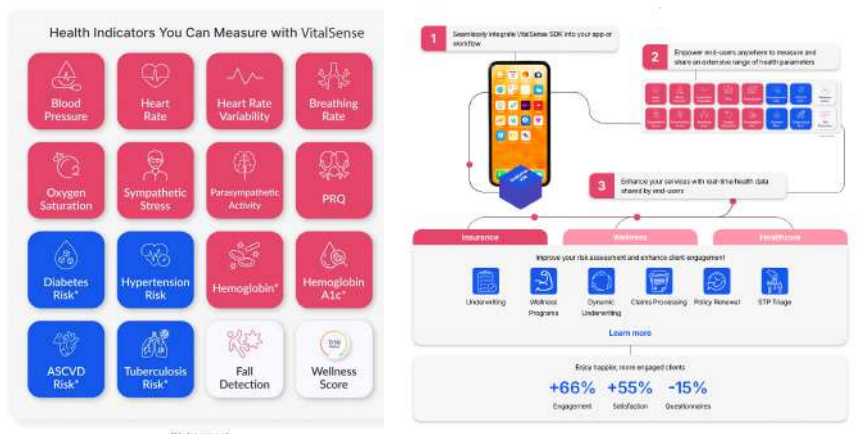 Health Indicators You Can Measure with VitalSense
Blood
Pressure
Heart
Rate
Heart Rate
Variability
Breathing
Rate
Oxygen
Saturation
Sympathetic
Stress
Parasympathetic
Activity
PRQ
Diabetes
Risk*
Hypertension
Risk
Hemoglobin*
Hemoglobin
A1c*
ASCVD
Risk*
Tuberculosis
Risk*
Fall
Detection
Wellness
Score
1
Seamlessly integrate VitalSense SDK into your app or
workflow
2
Empower end-users anywhere to measure and
share an extensive range of health parameters
3
Enhance your services with real-time health data
shared by end-users
Insurance
Wellness
Healthcare
Improve your risk assessment and enhance client engagement
Underwriting
Wellness
Programs
Dynamic
Underwriting
Claims Processing
Policy Renewal
STP Triage
Learn more
Enjoy happier, more engaged clients
+66%
Engagement
+55%
Satisfaction
-15%
Questionnaires